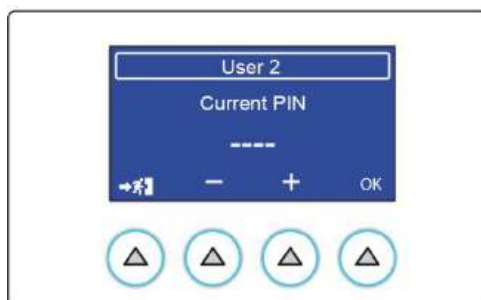 User 2
Current PIN
----
− + OK